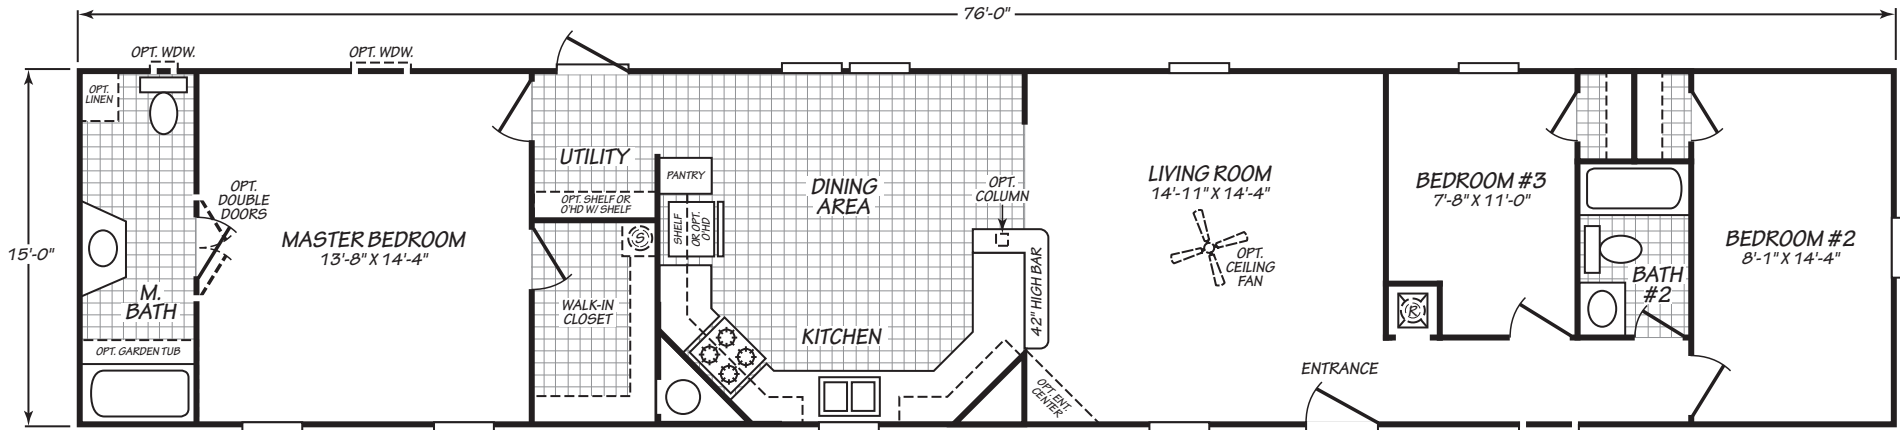 76'-0"
15'-0"
OPT. WDW.
OPT. WDW.
OPT.
LINEN
OPT.
DOUBLE
DOORS
M.
BATH
OPT. GARDEN TUB
MASTER BEDROOM
13'-8" X 14'-4"
UTILITY
OPT. SHELF OR
O'HD W/ SHELF
S
WALK-IN
CLOSET
PANTRY
SHELF
OR OPT.
O'HD
DINING
AREA
KITCHEN
OPT.
COLUMN
42" HIGH BAR
OPT. ENT.
CENTER
LIVING ROOM
14'-11" X 14'-4"
OPT.
CEILING
FAN
ENTRANCE
BEDROOM #3
7'-8" X 11'-0"
R
BATH
#2
BEDROOM #2
8'-1" X 14'-4"